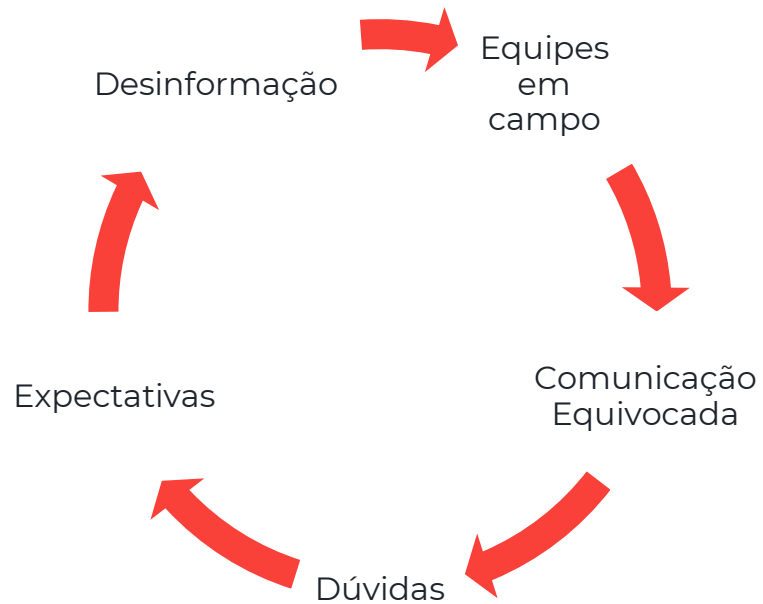 Desinformação
Equipes
em
campo
Comunicação
Equivocada
Dúvidas
Expectativas